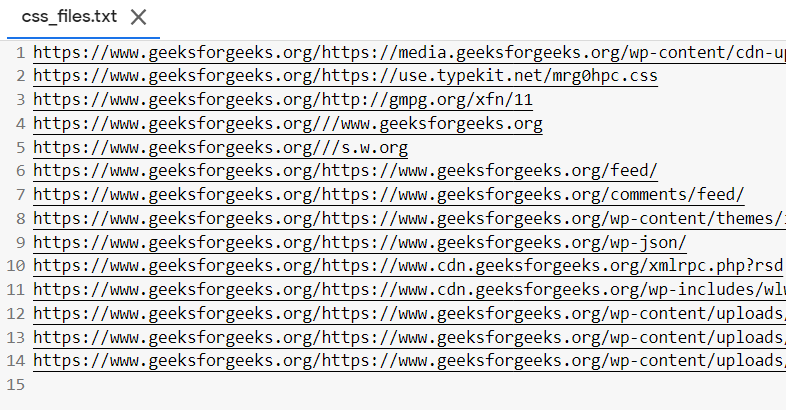 css_files.txt
1 https://www.geeksforgeeks.org/https://media.geeksforgeeks.org/wp-content/cdn-up
2 https://www.geeksforgeeks.org/https://use.typekit.net/mrg0hpc.css
3 https://www.geeksforgeeks.org/http://gmpg.org/xfn/11
4 https://www.geeksforgeeks.org///www.geeksforgeeks.org
5 https://www.geeksforgeeks.org///s.w.org
6 https://www.geeksforgeeks.org/https://www.geeksforgeeks.org/feed/
7 https://www.geeksforgeeks.org/https://www.geeksforgeeks.org/comments/feed/
8 https://www.geeksforgeeks.org/https://www.geeksforgeeks.org/wp-content/themes/i
9 https://www.geeksforgeeks.org/https://www.geeksforgeeks.org/wp-json/
10 https://www.geeksforgeeks.org/https://www.cdn.geeksforgeeks.org/xmlrpc.php?rsd
11 https://www.geeksforgeeks.org/https://www.cdn.geeksforgeeks.org/wp-includes/wlw
12 https://www.geeksforgeeks.org/https://www.geeksforgeeks.org/wp-content/uploads/
13 https://www.geeksforgeeks.org/https://www.geeksforgeeks.org/wp-content/uploads/
14 https://www.geeksforgeeks.org/https://www.geeksforgeeks.org/wp-content/uploads/
15